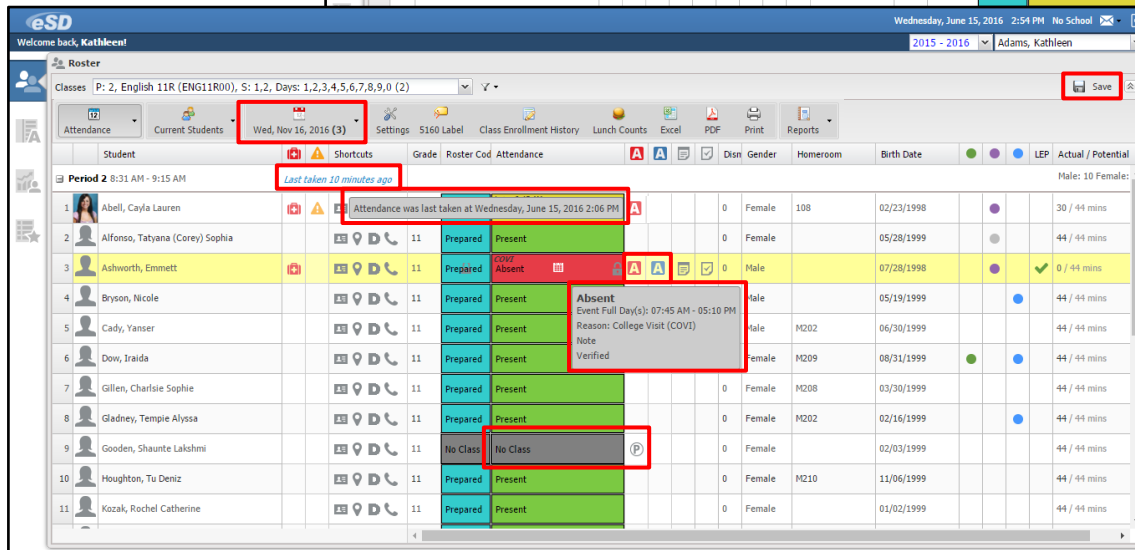 eSD
Wednesday, June 15, 2016 2:54 PM No School
Welcome back, Kathleen!
2015 - 2016 Adams, Kathleen
Roster
Classes P: 2, English 11R (ENG11R00), S: 1,2, Days: 1,2,3,4,5,6,7,8,9,0 (2) Save
12
Attendance Current Students Wed, Nov 16, 2016 (3) Settings 5160 Label Class Enrollment History Lunch Counts Excel PDF Print Reports
Student Shortcuts Grade Roster Cod Attendance A A Dism Gender Homeroom Birth Date LEP Actual / Potential
Period 2 8:31 AM - 9:15 AM Last taken 10 minutes ago Male: 10 Female:
1 Abell, Cayla Lauren Attendance was last taken at Wednesday, June 15, 2016 2:06 PM A 0 Female 108 02/23/1998 30 / 44 mins
2 Alfonso, Tatyana (Corey) Sophia D 11 Prepared Present 0 Female 05/28/1999 44 / 44 mins
3 Ashworth, Emmett D 11 Prepared COVI Absent A A 0 Male 07/28/1998 0 / 44 mins
4 Bryson, Nicole D 11 Prepared Present Male 05/19/1999 44 / 44 mins
Absent
Event Full Day(s): 07:45 AM - 05:10 PM
Reason: College Visit (COVI)
Note
Verified
5 Cady, Yanser D 11 Prepared Present Male M202 06/30/1999 44 / 44 mins
6 Dow, Iraida D 11 Prepared Present Female M209 08/31/1999 44 / 44 mins
7 Gillen, Charlsie Sophie D 11 Prepared Present 0 Female M208 03/30/1999 44 / 44 mins
8 Gladney, Tempie Alyssa D 11 Prepared Present 0 Female M202 02/16/1999 44 / 44 mins
9 Gooden, Shaunte Lakshmi D 11 No Class No Class P 0 Female 02/03/1999 44 / 44 mins
10 Houghton, Tu Deniz D 11 Prepared Present 0 Female M210 11/06/1999 44 / 44 mins
11 Kozak, Rochel Catherine D 11 Prepared Present 0 Female 01/02/1999 44 / 44 mins